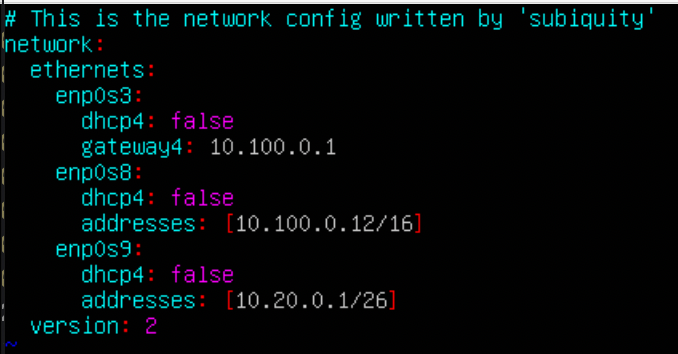 # This is the network config written by 'subiquity'
network:
  ethernets:
    enp0s3:
      dhcp4: false
      gateway4: 10.100.0.1
    enp0s8:
      dhcp4: false
      addresses: [10.100.0.12/16]
    enp0s9:
      dhcp4: false
      addresses: [10.20.0.1/26]
  version: 2
~